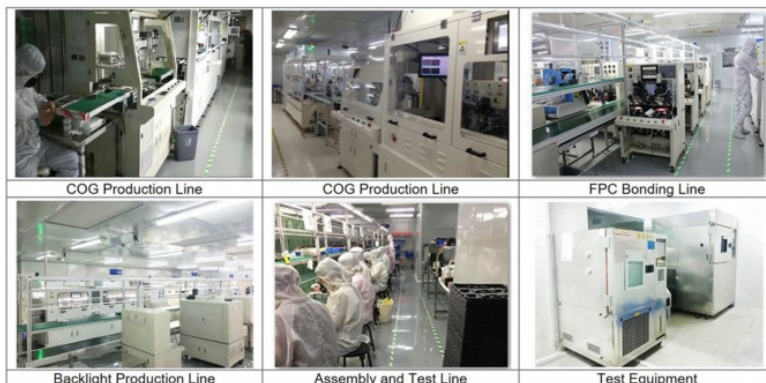 COG Production Line
COG Production Line
FPC Bonding Line
Backlight Production Line
Assembly and Test Line
Test Equipment